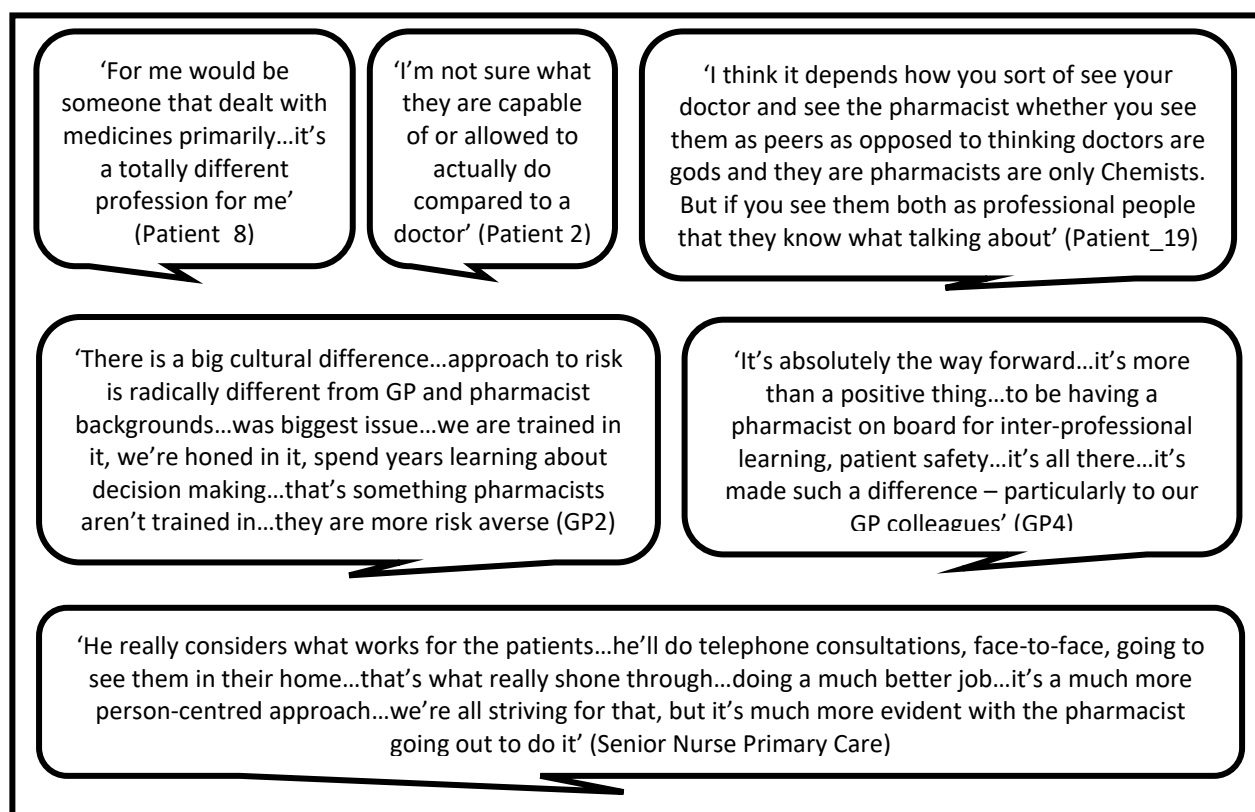 ‘For me would be
someone that dealt with
medicines primarily…it’s
a totally different
profession for me’
(Patient  8)
‘I’m not sure what
they are capable
of or allowed to
actually do
compared to a
doctor’ (Patient 2)
‘I think it depends how you sort of see your
doctor and see the pharmacist whether you see
them as peers as opposed to thinking doctors are
gods and they are pharmacists are only Chemists.
But if you see them both as professional people
that they know what talking about’ (Patient_19)
‘There is a big cultural difference…approach to risk
is radically different from GP and pharmacist
backgrounds…was biggest issue…we are trained in
it, we’re honed in it, spend years learning about
decision making…that’s something pharmacists
aren’t trained in…they are more risk averse (GP2)
‘It’s absolutely the way forward…it’s more
than a positive thing…to be having a
pharmacist on board for inter-professional
learning, patient safety…it’s all there…it’s
made such a difference – particularly to our
GP colleagues’ (GP4)
‘He really considers what works for the patients…he’ll do telephone consultations, face-to-face, going to
see them in their home…that’s what really shone through…doing a much better job…it’s a much more
person-centred approach…we’re all striving for that, but it’s much more evident with the pharmacist
going out to do it’ (Senior Nurse Primary Care)